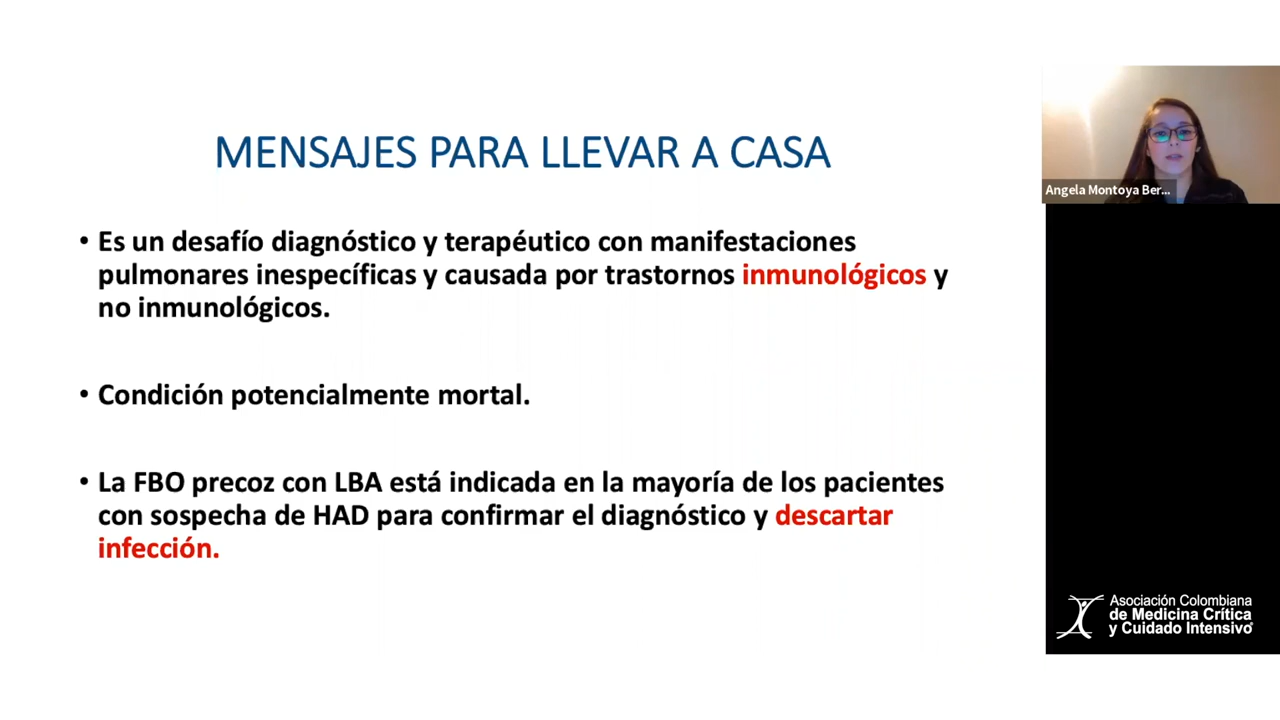 MENSAJES PARA LLEVAR A CASA
• Es un desafío diagnóstico y terapéutico con manifestaciones
pulmonares inespecíficas y causada por trastornos inmunológicos y
no inmunológicos.
• Condición potencialmente mortal.
• La FBO precoz con LBA está indicada en la mayoría de los pacientes
con sospecha de HAD para confirmar el diagnóstico y descartar
infección.
Angela Montoya Ber...
Asociación Colombiana
de Medicina Crítica
y Cuidado Intensivo